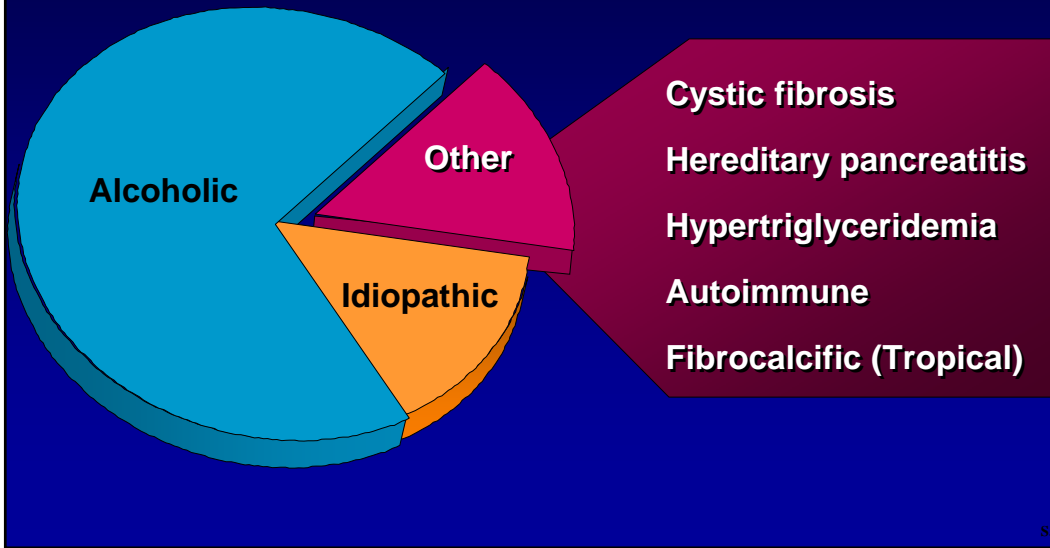 Alcoholic
Other
Idiopathic
Cystic fibrosis
Hereditary pancreatitis
Hypertriglyceridemia
Autoimmune
Fibrocalcific (Tropical)